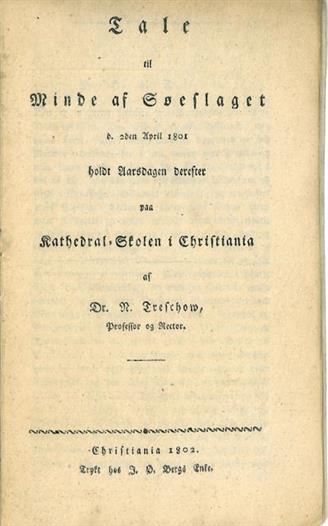 Tale
til
Minde af Søeslaget
d. 2den April 1801
holdt Aarsdagen derefter
paa
Kathedral-Skolen i Christiania
af
Dr. N. Treschow,
Professor og Rector.
Christiania 1802.
Trykt hos J. O. Bergs Enke.